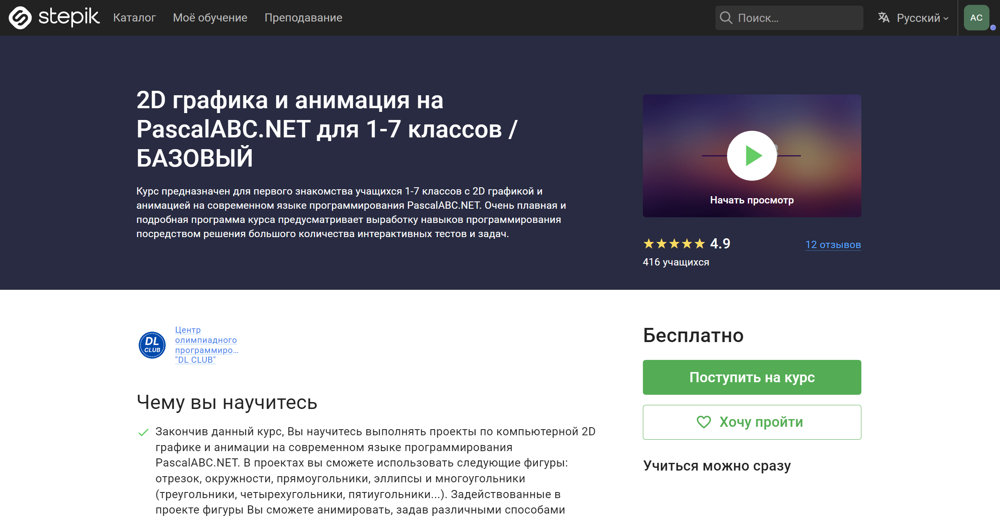 stepik Каталог Моё обучение Преподавание Поиск... Русский AC
2D графика и анимация на
PascalABC.NET для 1-7 классов /
БАЗОВЫЙ
Курс предназначен для первого знакомства учащихся 1-7 классов с 2D графикой и
анимацией на современном языке программирования PascalABC.NET. Очень плавная и
подробная программа курса предусматривает выработку навыков программирования
посредством решения большого количества интерактивных тестов и задач.
Начать просмотр
4.9 12 отзывов
416 учащихся
DL
CLUB
Центр
олимпиадного
программиро...
"DL CLUB"
Чему вы научитесь
Закончив данный курс, Вы научитесь выполнять проекты по компьютерной 2D
графике и анимации на современном языке программирования
PascalABC.NET. В проектах вы сможете использовать следующие фигуры:
отрезок, окружности, прямоугольники, эллипсы и многоугольники
(треугольники, четырехугольники, пятиугольники...). Задействованные в
проекте фигуры Вы сможете анимировать, задав различными способами
Бесплатно
Поступить на курс
Хочу пройти
Учиться можно сразу